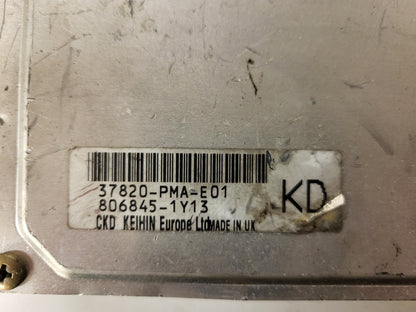 37820-PMA-E01
806845-1Y13
CKD KEIHIN Europe Ltd MADE IN UK
KD